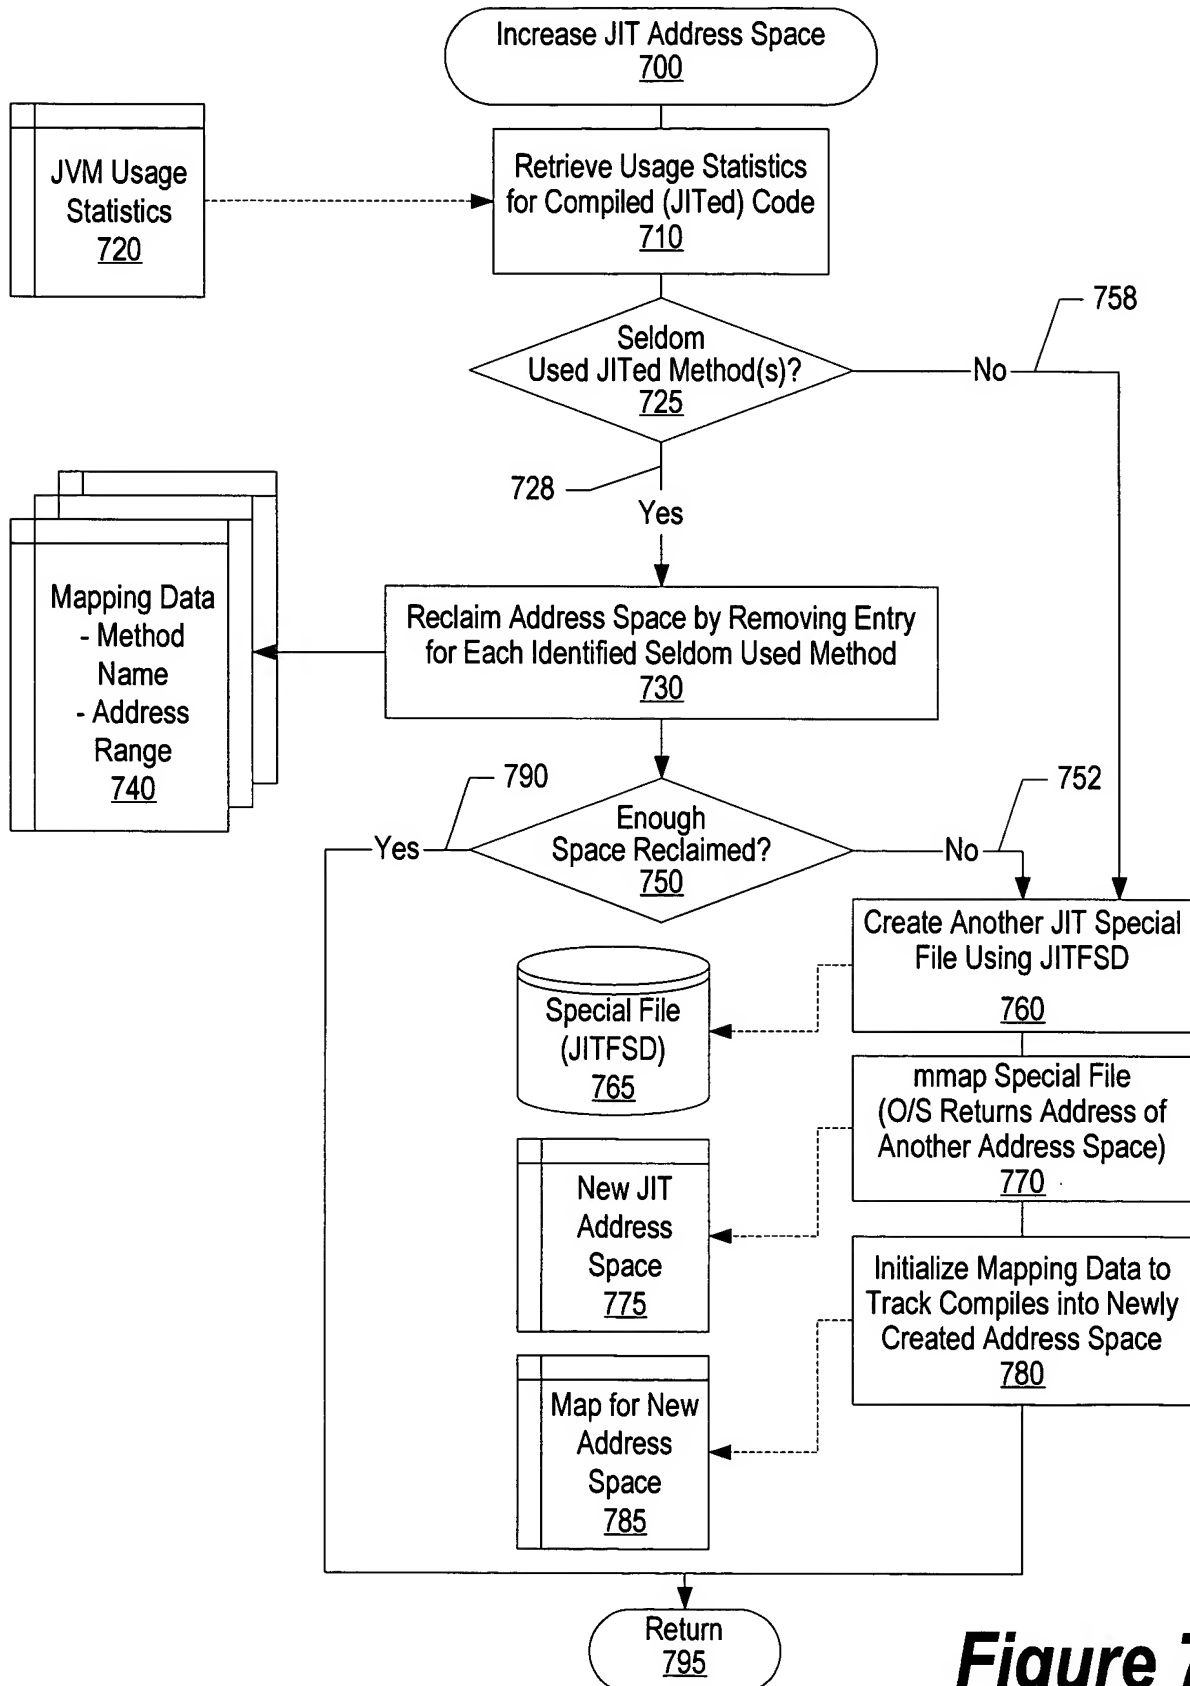 Increase JIT Address Space
700
JVM Usage
Statistics
720
Retrieve Usage Statistics
for Compiled (JITed) Code
710
758
Seldom
Used JITed Method(s)?
725
No
728
Yes
Mapping Data
- Method
Name
- Address
Range
740
Reclaim Address Space by Removing Entry
for Each Identified Seldom Used Method
730
790
752
Enough
Space Reclaimed?
750
Yes
No
Create Another JIT Special
File Using JITFSD
760
Special File
(JITFSD)
765
mmap Special File
(O/S Returns Address of
Another Address Space)
770
New JIT
Address
Space
775
Initialize Mapping Data to
Track Compiles into Newly
Created Address Space
780
Map for New
Address
Space
785
Return
795
Figure 7